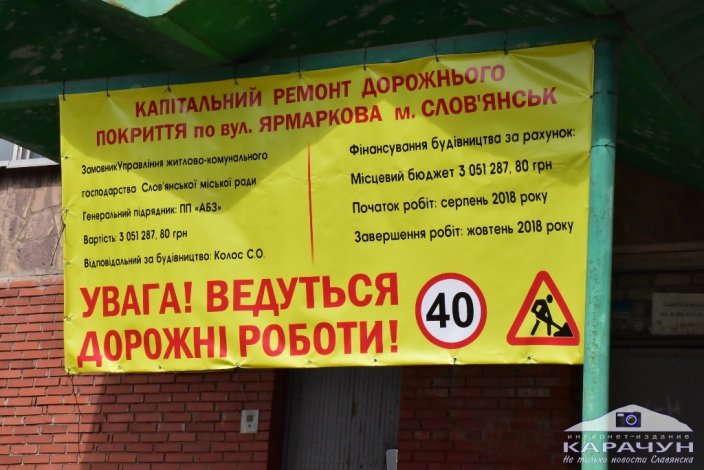 КАПІТАЛЬНИЙ РЕМОНТ ДОРОЖНЬОГО
ПОКРИТТЯ по вул. ЯРМАРКОВА м. СЛОВ'ЯНСЬК
ЗамовникУправління житлово-комунального
господарства Слов'янської міської ради
Генеральний підрядник: ПП «АБЗ»
Вартість: 3 051 287, 80 грн
Відповідальний за будівництво: Колос С.О.
Фінансування будівництва за рахунок:
Місцевий бюджет 3 051 287, 80 грн
Початок робіт: серпень 2018 року
Завершення робіт: жовтень 2018 року
УВАГА! ВЕДУТЬСЯ
ДОРОЖНІ РОБОТИ!
40
интернет-издание
КАРАЧУН
Не только новости Славянска